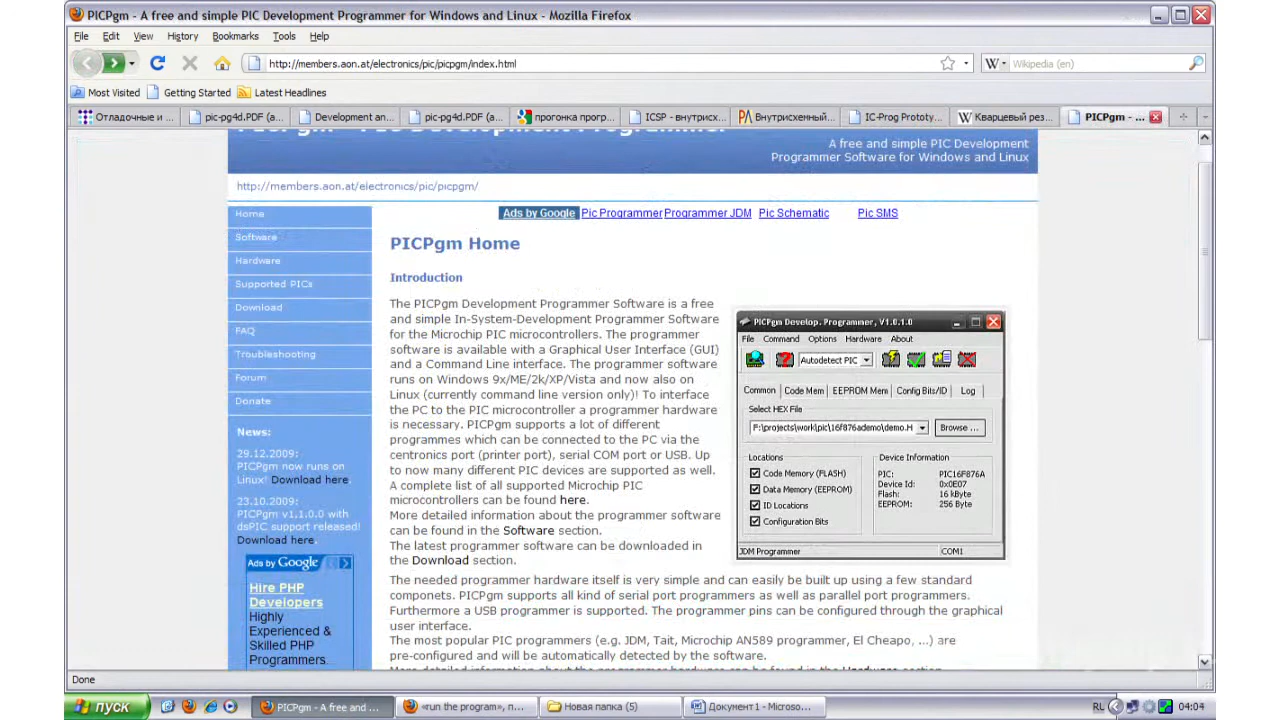 PICPgm - A free and simple PIC Development Programmer for Windows and Linux - Mozilla Firefox
File Edit View History Bookmarks Tools Help
http://members.aon.at/electronics/pic/picpgm/index.html
W Wikipedia (en)
Most Visited Getting Started Latest Headlines
Отладочные и ... pic-pg4d.PDF (a... Development an... pic-pg4d.PDF (a... прогонка прогр... ICSP - внутрисх... Внутрисхемный... IC-Prog Prototy... Кварцевый рез... PICPgm - ...
A free and simple PIC Development
Programmer Software for Windows and Linux
http://members.aon.at/electronics/pic/picpgm/
Ads by Google Pic Programmer Programmer JDM Pic Schematic Pic SMS
Home
Software
Hardware
Supported PICs
Download
FAQ
Troubleshooting
Forum
Donate
News:
29.12.2009:
PICPgm now runs on
Linux! Download here.
23.10.2009:
PICPgm v1.1.0.0 with
dsPIC support released!
Download here.
Ads by Google
Hire PHP
Developers
Highly
Experienced &
Skilled PHP
Programmers.
PICPgm Home
Introduction
The PICPgm Development Programmer Software is a free
and simple In-System-Development Programmer Software
for the Microchip PIC microcontrollers. The programmer
software is available with a Graphical User Interface (GUI)
and a Command Line interface. The programmer software
runs on Windows 9x/ME/2k/XP/Vista and now also on
Linux (currently command line version only)! To interface
the PC to the PIC microcontroller a programmer hardware
is necessary. PICPgm supports a lot of different
programmes which can be connected to the PC via the
centronics port (printer port), serial COM port or USB. Up
to now many different PIC devices are supported as well.
A complete list of all supported Microchip PIC
microcontrollers can be found here.
More detailed information about the programmer software
can be found in the Software section.
The latest programmer software can be downloaded in
the Download section.
PICPgm Develop. Programmer, V1.0.1.0
File Command Options Hardware About
Autodetect PIC
Common Code Mem EEPROM Mem Config Bits/ID Log
Select HEX File
F:\projects\work\pic\16f876ademo\demo.H Browse ...
Locations
Code Memory (FLASH)
Data Memory (EEPROM)
ID Locations
Configuration Bits
Device Information
PIC: PIC16F876A
Device Id: 0x0E07
Flash: 16 kByte
EEPROM: 256 Byte
JDM Programmer COM1
The needed programmer hardware itself is very simple and can easily be built up using a few standard
componets. PICPgm supports all kind of serial port programmers as well as parallel port programmers.
Furthermore a USB programmer is supported. The programmer pins can be configured through the graphical
user interface.
The most popular PIC programmers (e.g. JDM, Tait, Microchip AN589 programmer, El Cheapo, ...) are
pre-configured and will be automatically detected by the software.
More detailed information about the programmer hardware can be found in the Hardware section.
Done
пуск PICPgm - A free and ... «run the program», п... Новая папка (5) Документ1 - Microso... RL 04:04